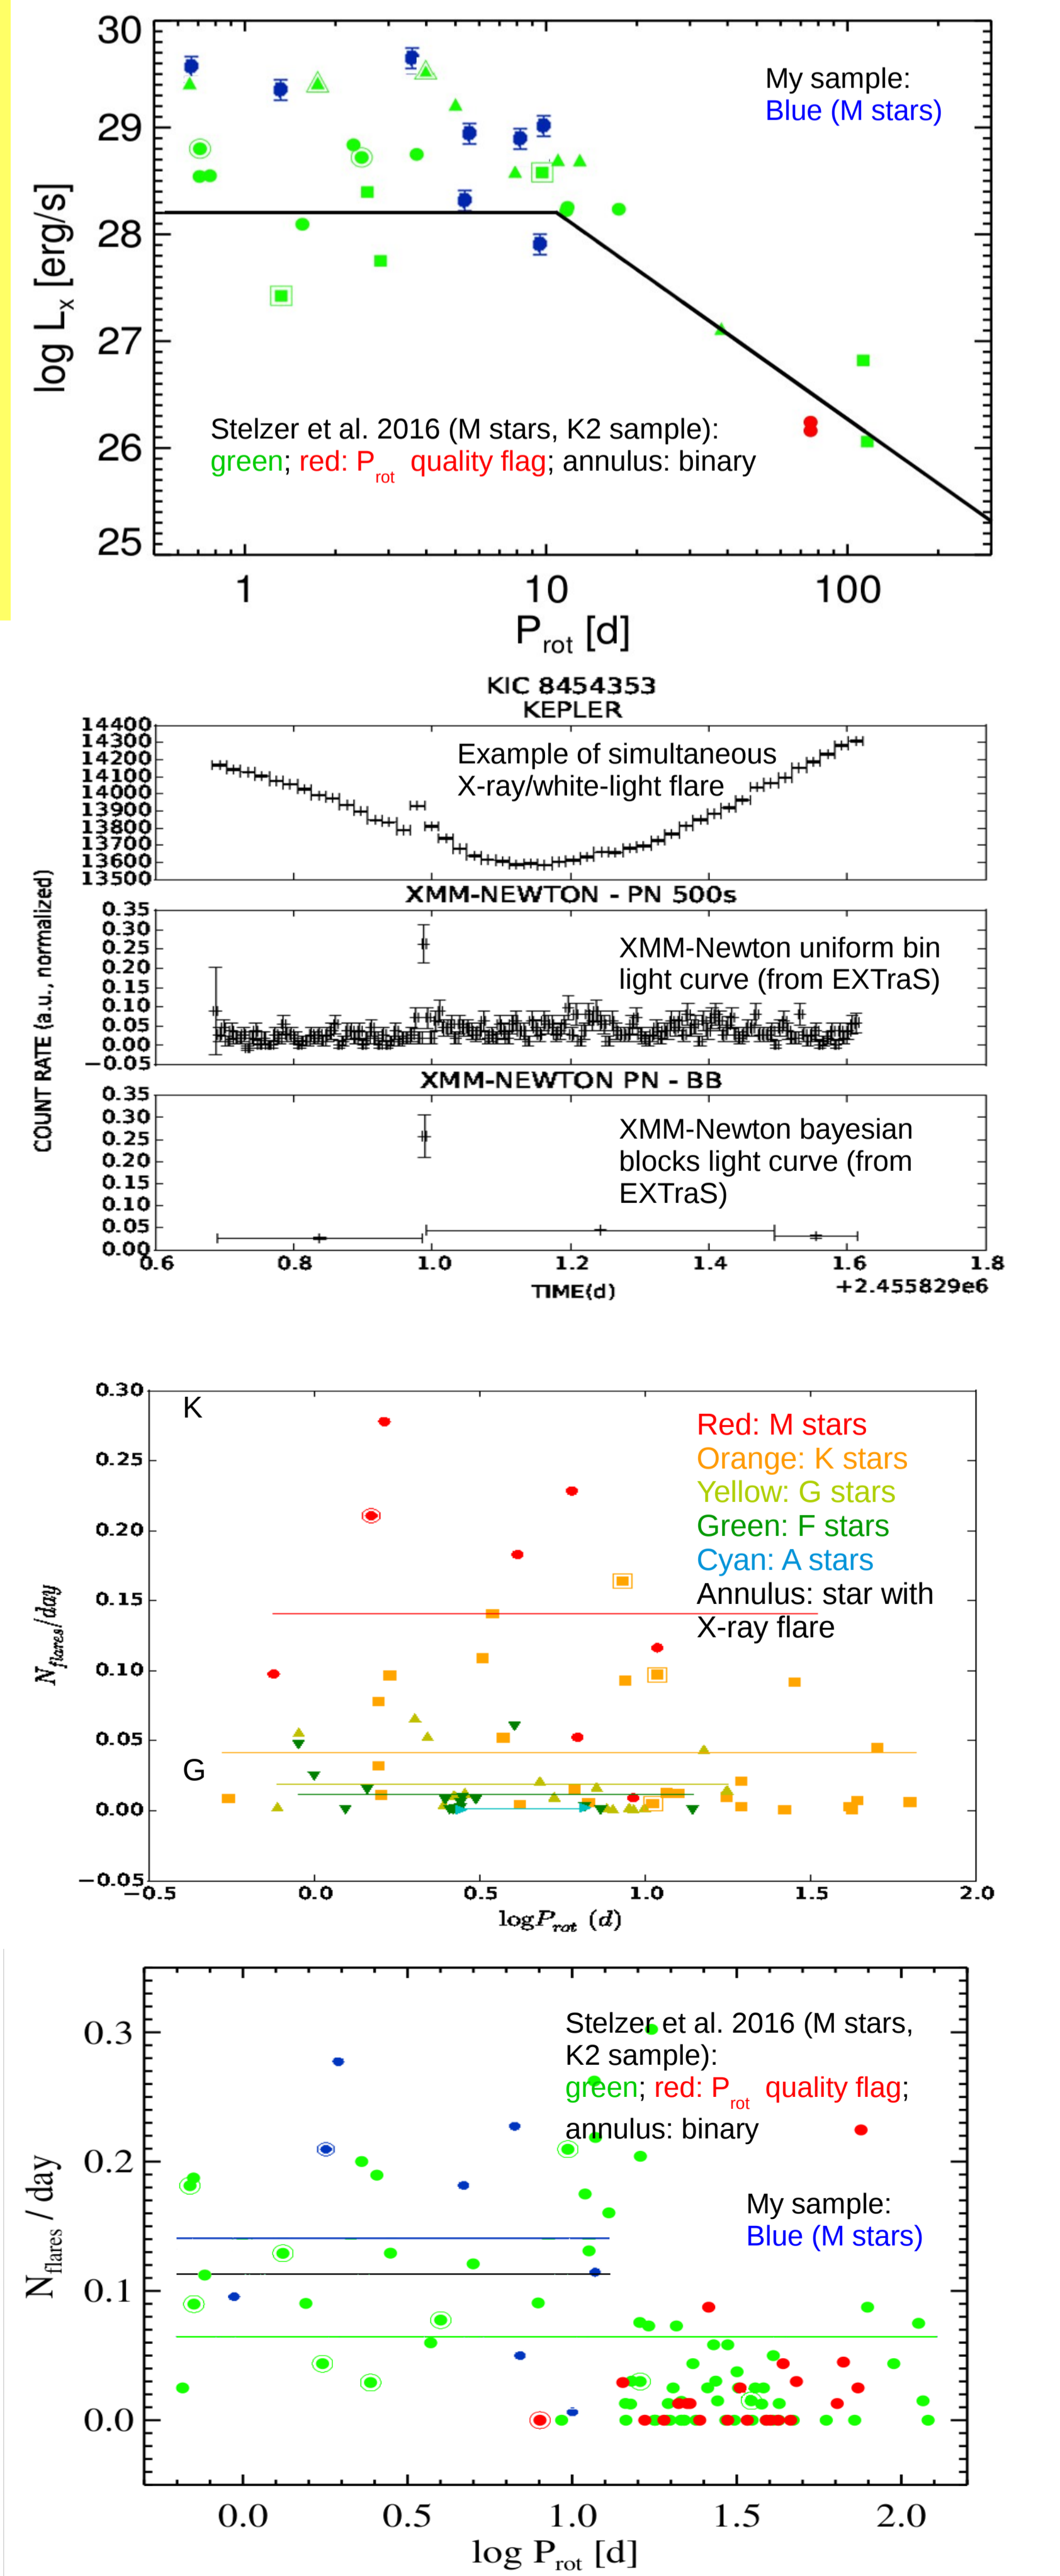 30
29
28
27
26
25
log Lx [erg/s]
My sample:
Blue (M stars)
Stelzer et al. 2016 (M stars, K2 sample):
green; red: Prot quality flag; annulus: binary
1 10 100
Prot [d]
KIC 8454353
KEPLER
14400
14300
14200
14100
14000
13900
13800
13700
13600
13500
Example of simultaneous
X-ray/white-light flare
XMM-NEWTON - PN 500s
0.35
0.30
0.25
0.20
0.15
0.10
0.05
0.00
−0.05
XMM-Newton uniform bin
light curve (from EXTraS)
COUNT RATE (a.u., normalized)
XMM-NEWTON PN - BB
0.35
0.30
0.25
0.20
0.15
0.10
0.05
0.00
XMM-Newton bayesian
blocks light curve (from
EXTraS)
0.6 0.8 1.0 1.2 1.4 1.6 1.8
TIME(d)
+2.455829e6
0.30
0.25
0.20
0.15
0.10
0.05
0.00
−0.05
Nflares/day
K
G
Red: M stars
Orange: K stars
Yellow: G stars
Green: F stars
Cyan: A stars
Annulus: star with
X-ray flare
−0.5 0.0 0.5 1.0 1.5 2.0
logProt (d)
0.3
0.2
0.1
0.0
Nflares / day
Stelzer et al. 2016 (M stars,
K2 sample):
green; red: Prot quality flag;
annulus: binary
My sample:
Blue (M stars)
0.0 0.5 1.0 1.5 2.0
log Prot [d]